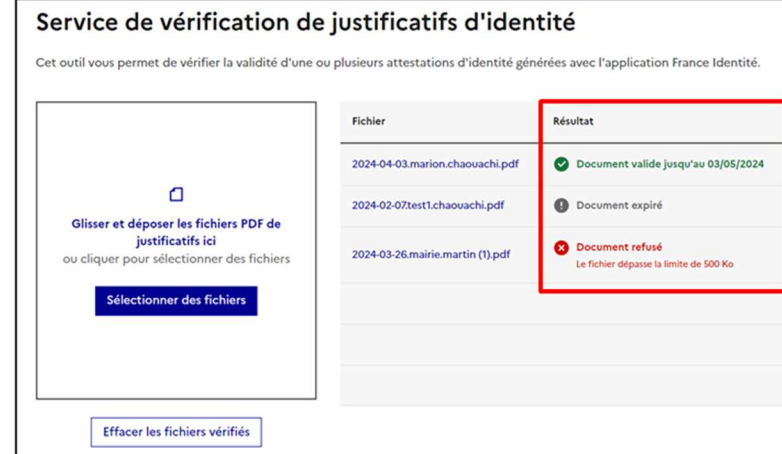 Service de vérification de justificatifs d'identité
Cet outil vous permet de vérifier la validité d'une ou plusieurs attestations d'identité générées avec l'application France Identité.
Glisser et déposer les fichiers PDF de
justificatifs ici
ou cliquer pour sélectionner des fichiers
Sélectionner des fichiers
Effacer les fichiers vérifiés
Fichier
Résultat
2024-04-03.marion.chaouachi.pdf
Document valide jusqu'au 03/05/2024
2024-02-07.test1.chaouachi.pdf
Document expiré
2024-03-26.mairie.martin (1).pdf
Document refusé
Le fichier dépasse la limite de 500 Ko